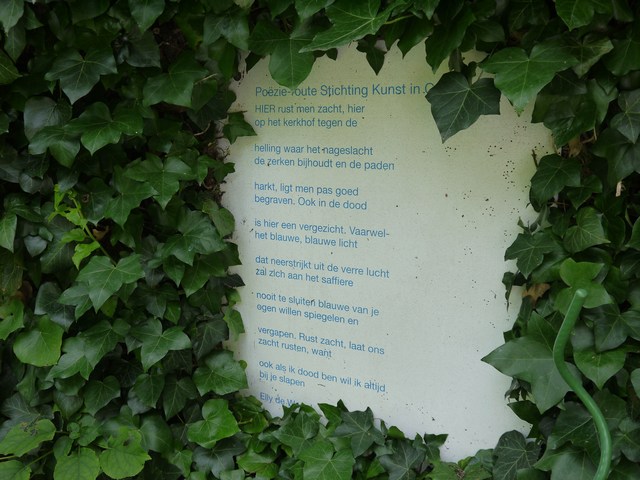 Poëzie-route Stichting Kunst in
HIER rust men zacht, hier
op het kerkhof tegen de
helling waar het nageslacht
de zerken bijhoudt en de paden
harkt, ligt men pas goed
begraven. Ook in de dood
is hier een vergezicht. Vaarwel-
het blauwe, blauwe licht
dat neerstrijkt uit de verre lucht
zal zich aan het saffiere
nooit te sluiten blauwe van je
ogen willen spiegelen en
vergapen. Rust zacht, laat ons
zacht rusten, want
ook als ik dood ben wil ik altijd
bij je slapen
Elly de